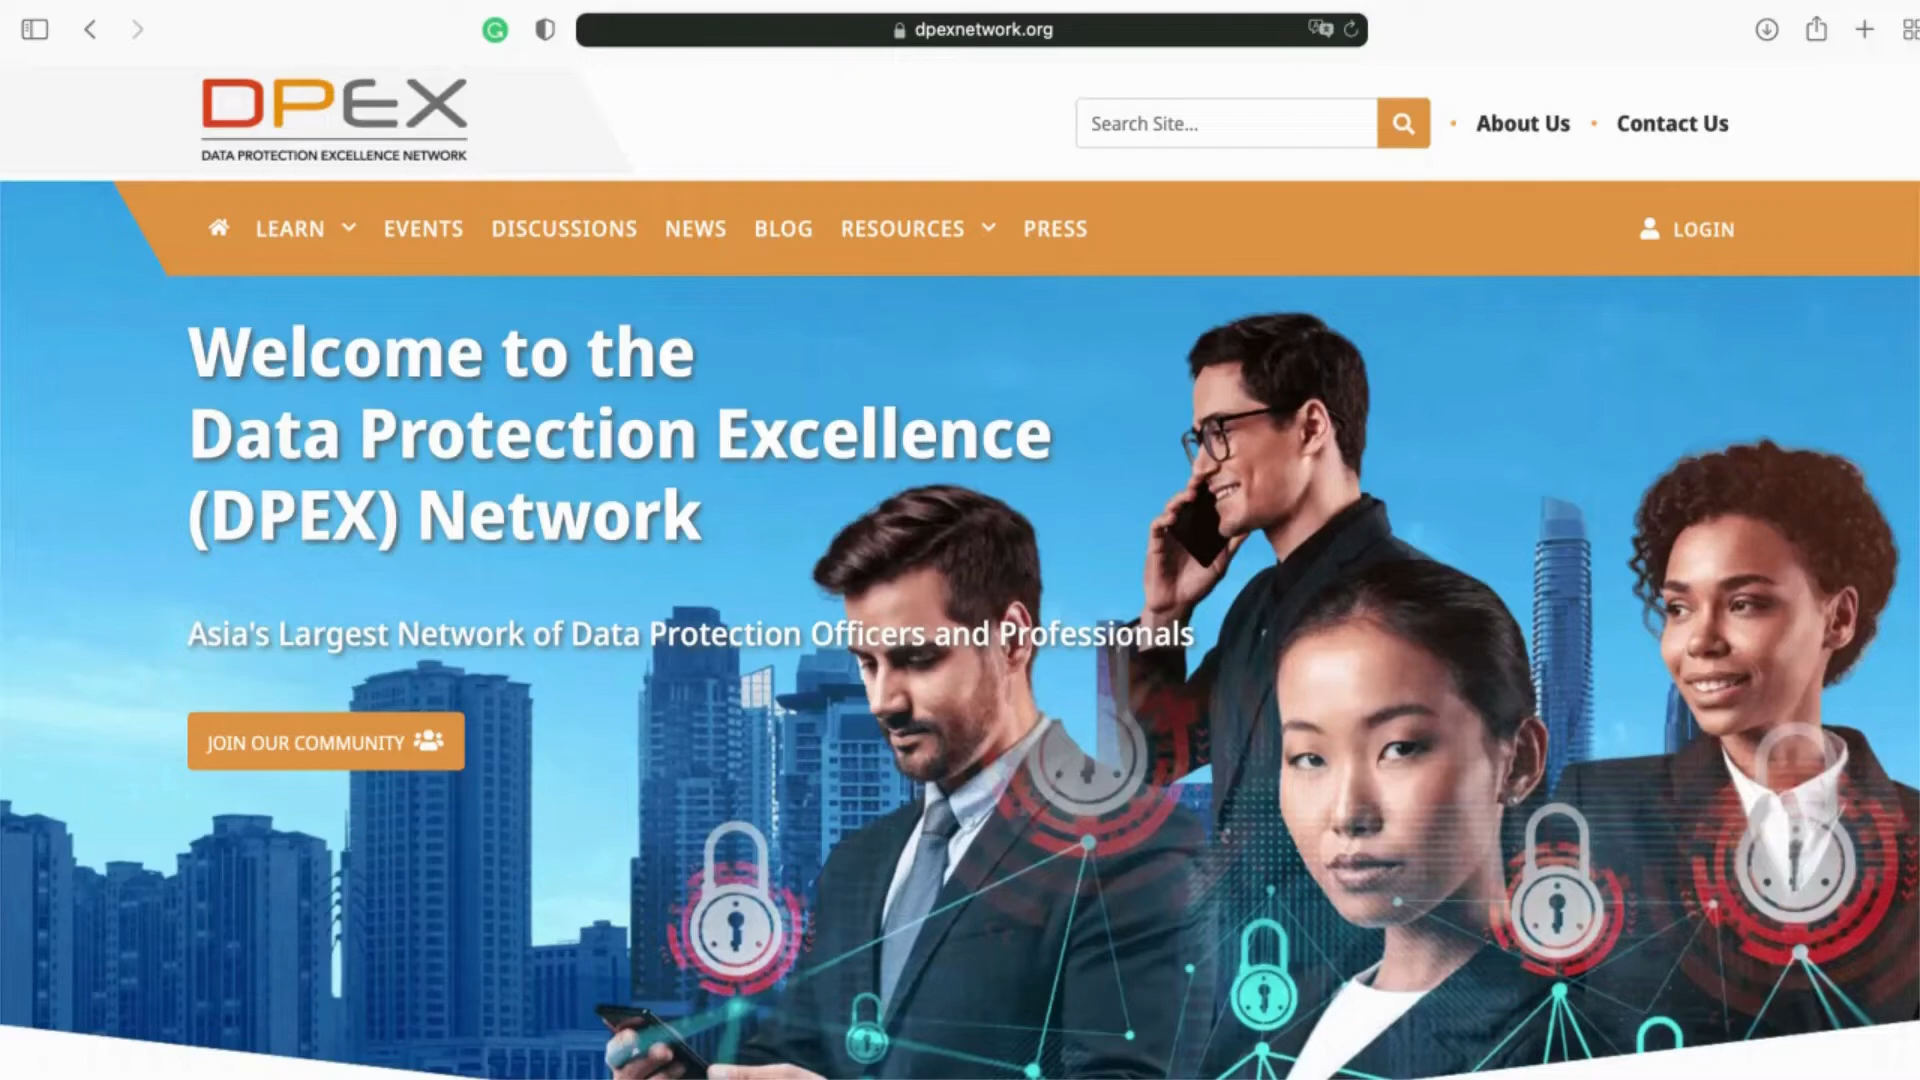 dpexnetwork.org
DPEX
DATA PROTECTION EXCELLENCE NETWORK
Search Site...
About Us
Contact Us
LEARN
EVENTS
DISCUSSIONS
NEWS
BLOG
RESOURCES
PRESS
LOGIN
Welcome to the
Data Protection Excellence
(DPEX) Network
Asia's Largest Network of Data Protection Officers and Professionals
JOIN OUR COMMUNITY